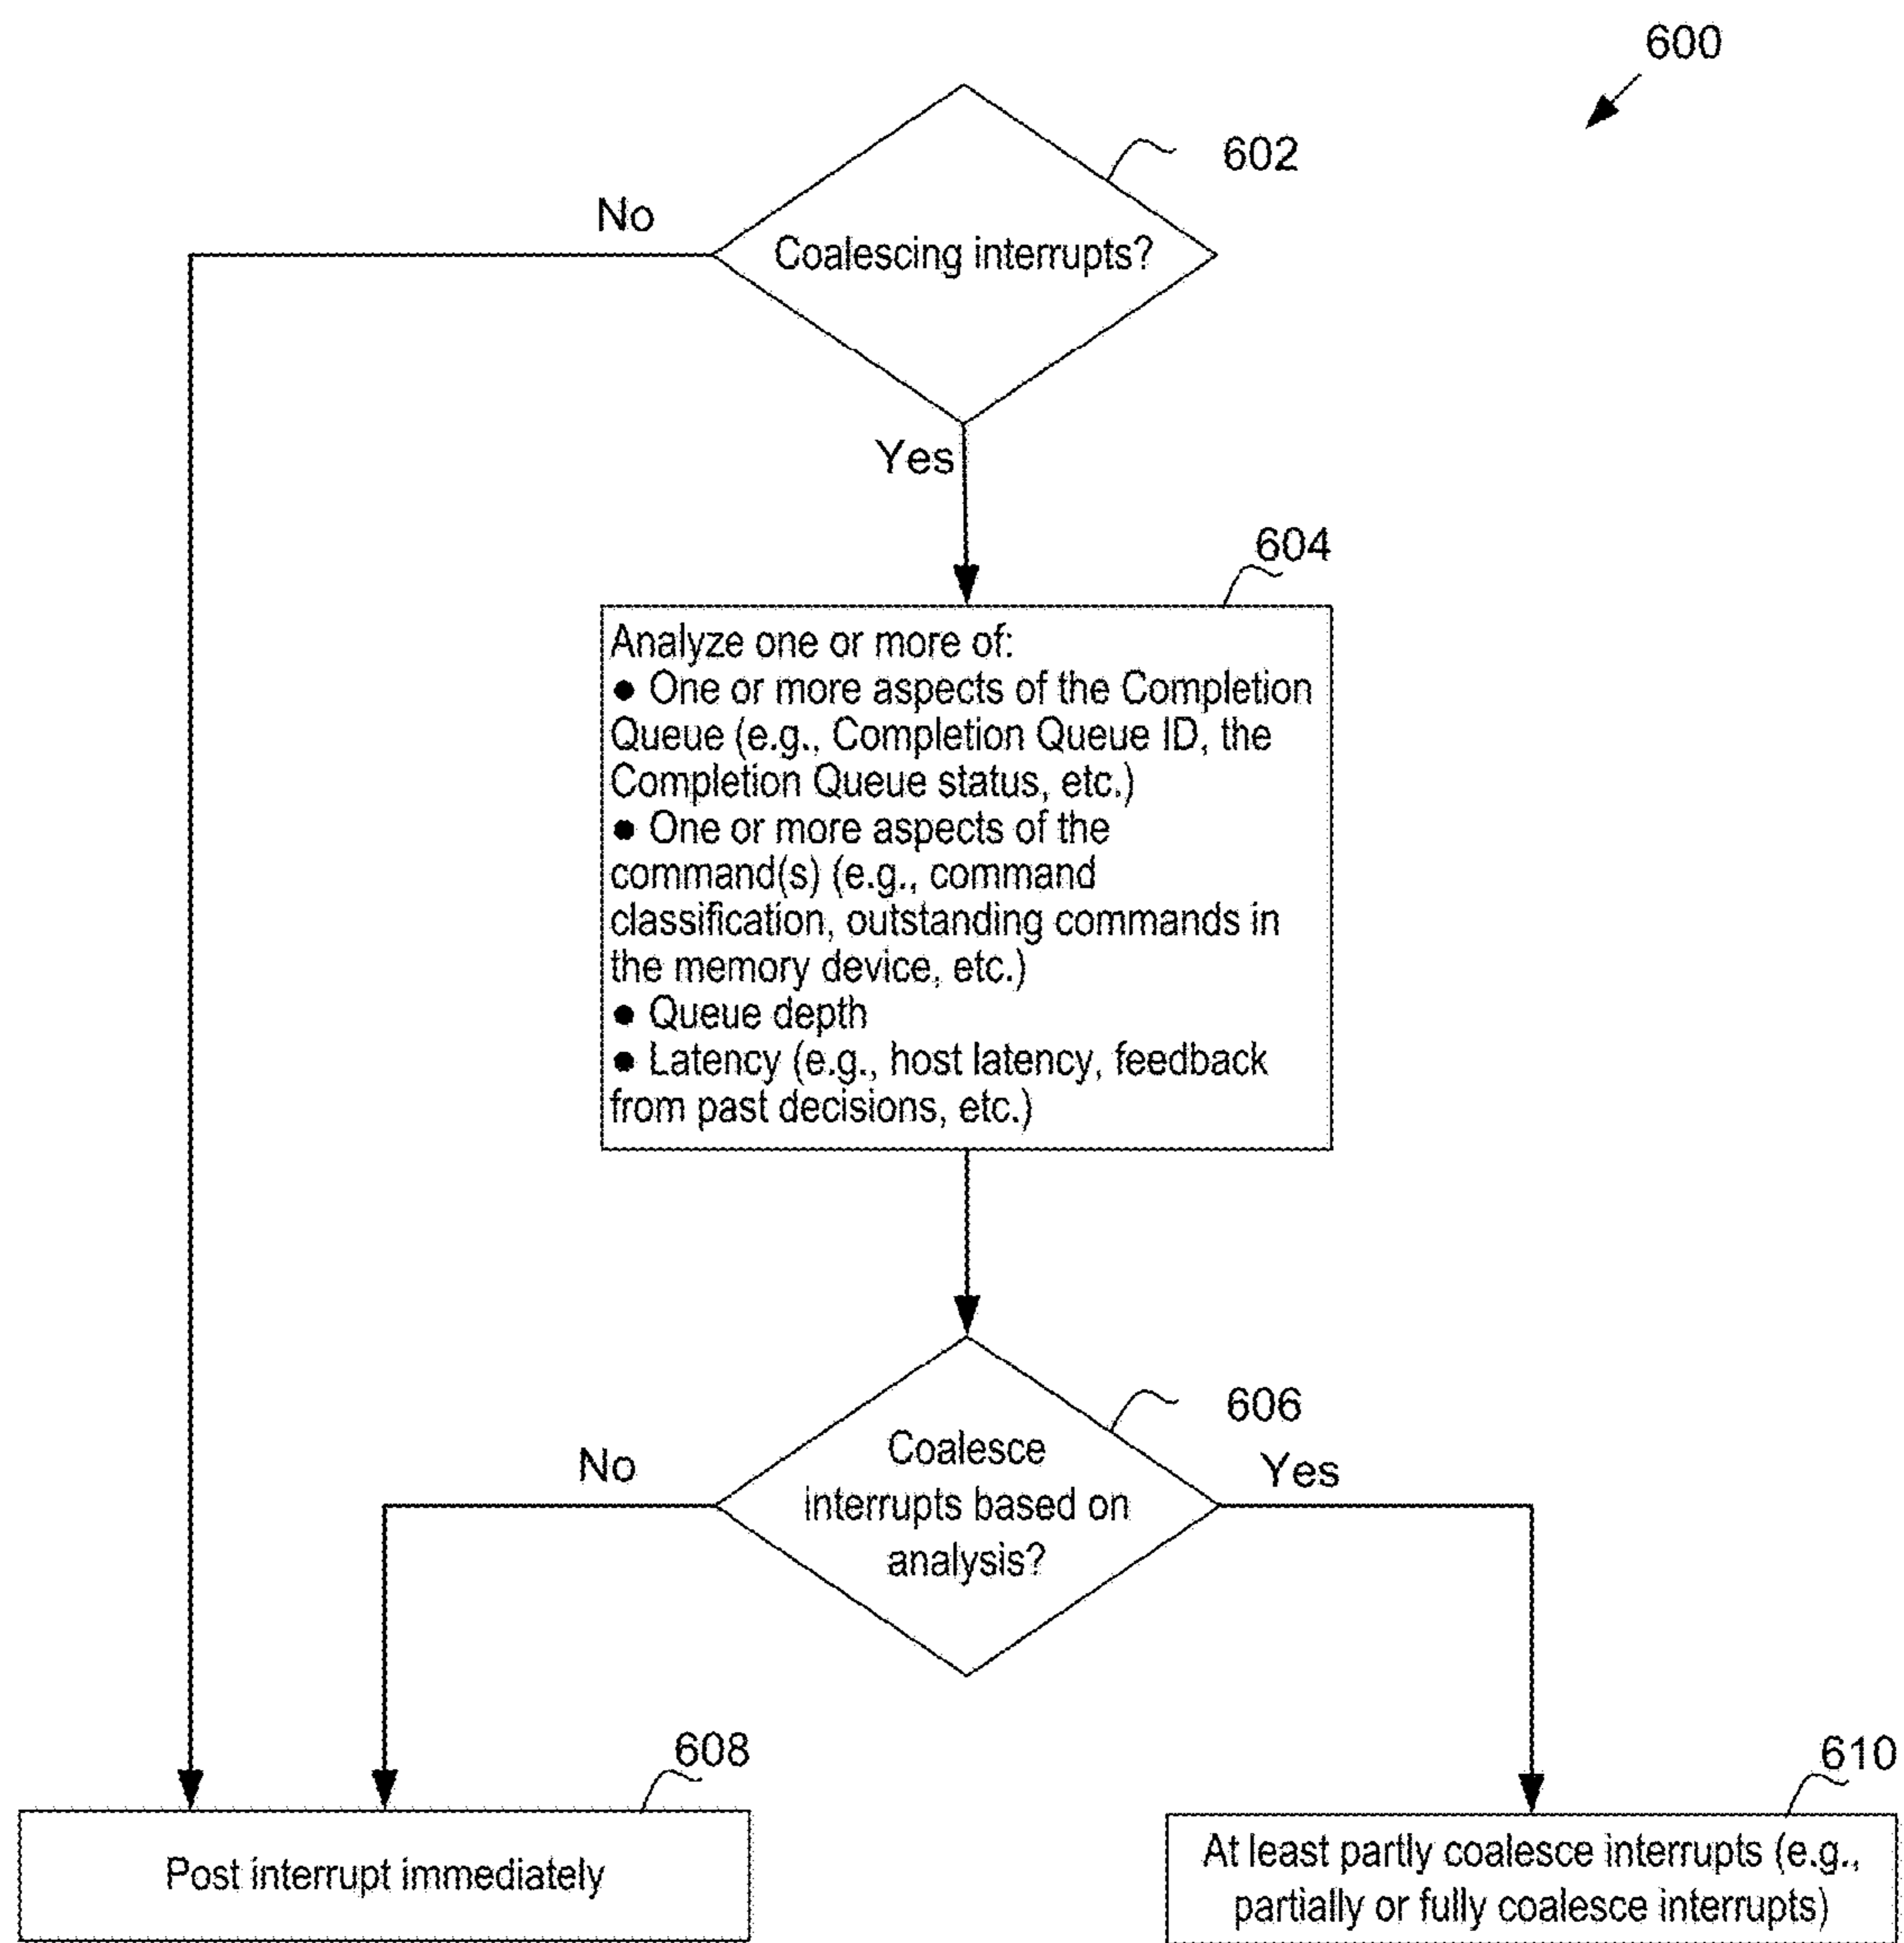 600
602
No
Coalescing interrupts?
Yes
604
Analyze one or more of:
● One or more aspects of the Completion
Queue (e.g., Completion Queue ID, the
Completion Queue status, etc.)
● One or more aspects of the
command(s) (e.g., command
classification, outstanding commands in
the memory device, etc.)
● Queue depth
● Latency (e.g., host latency, feedback
from past decisions, etc.)
606
No
Coalesce
interrupts based on
analysis?
Yes
608
Post interrupt immediately
610
At least partly coalesce interrupts (e.g.,
partially or fully coalesce interrupts)